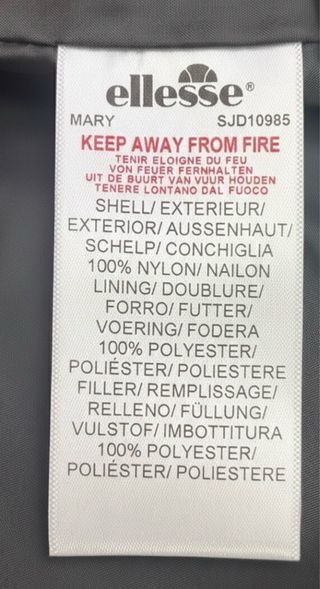 ellesse®
MARY SJD10985
KEEP AWAY FROM FIRE
TENIR ELOIGNE DU FEU
VON FEUER FERNHALTEN
UIT DE BUURT VAN VUUR HOUDEN
TENERE LONTANO DAL FUOCO
SHELL/ EXTERIEUR/
EXTERIOR/ AUSSENHAUT/
SCHELP/ CONCHIGLIA
100% NYLON/ NAILON
LINING/ DOUBLURE/
FORRO/ FUTTER/
VOERING/ FODERA
100% POLYESTER/
POLIÉSTER/ POLIESTERE
FILLER/ REMPLISSAGE/
RELLENO/ FÜLLUNG/
VULSTOF/ IMBOTTITURA
100% POLYESTER/
POLIÉSTER/ POLIESTERE